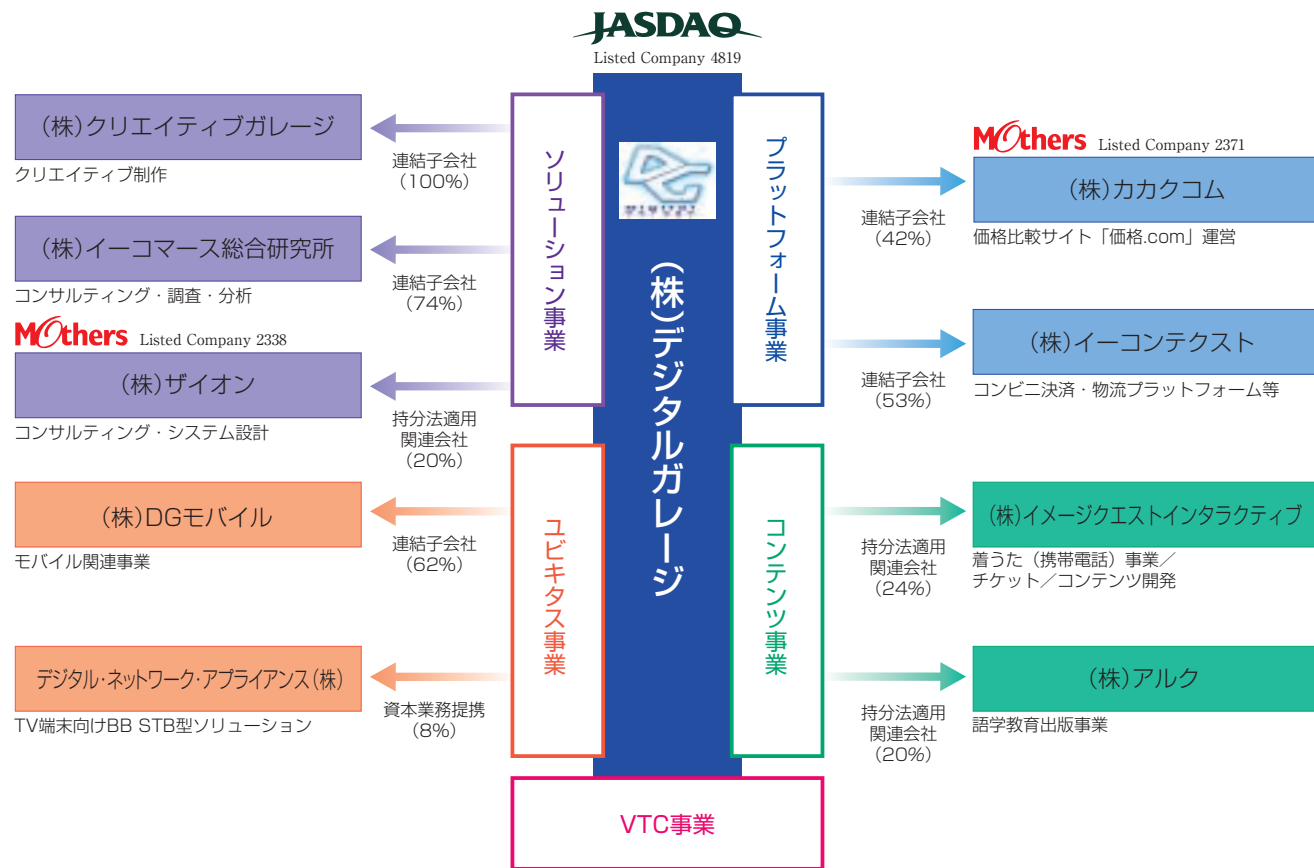 JASDAQ
Listed Company 4819
(株)クリエイティブガレージ
クリエイティブ制作
連結子会社
(100%)
(株)イーコマース総合研究所
コンサルティング・調査・分析
連結子会社
(74%)
Mothers Listed Company 2338
(株)ザイオン
コンサルティング・システム設計
持分法適用
関連会社
(20%)
ソリューション事業
(株)DGモバイル
モバイル関連事業
連結子会社
(62%)
デジタル・ネットワーク・アプライアンス(株)
TV端末向けBB STB型ソリューション
資本業務提携
(8%)
ユビキタス事業
(株)デジタルガレージ
プラットフォーム事業
Mothers Listed Company 2371
(株)カカクコム
価格比較サイト「価格.com」運営
連結子会社
(42%)
(株)イーコンテクスト
コンビニ決済・物流プラットフォーム等
連結子会社
(53%)
コンテンツ事業
(株)イメージクエストインタラクティブ
着うた（携帯電話）事業／
チケット／コンテンツ開発
持分法適用
関連会社
(24%)
(株)アルク
語学教育出版事業
持分法適用
関連会社
(20%)
VTC事業